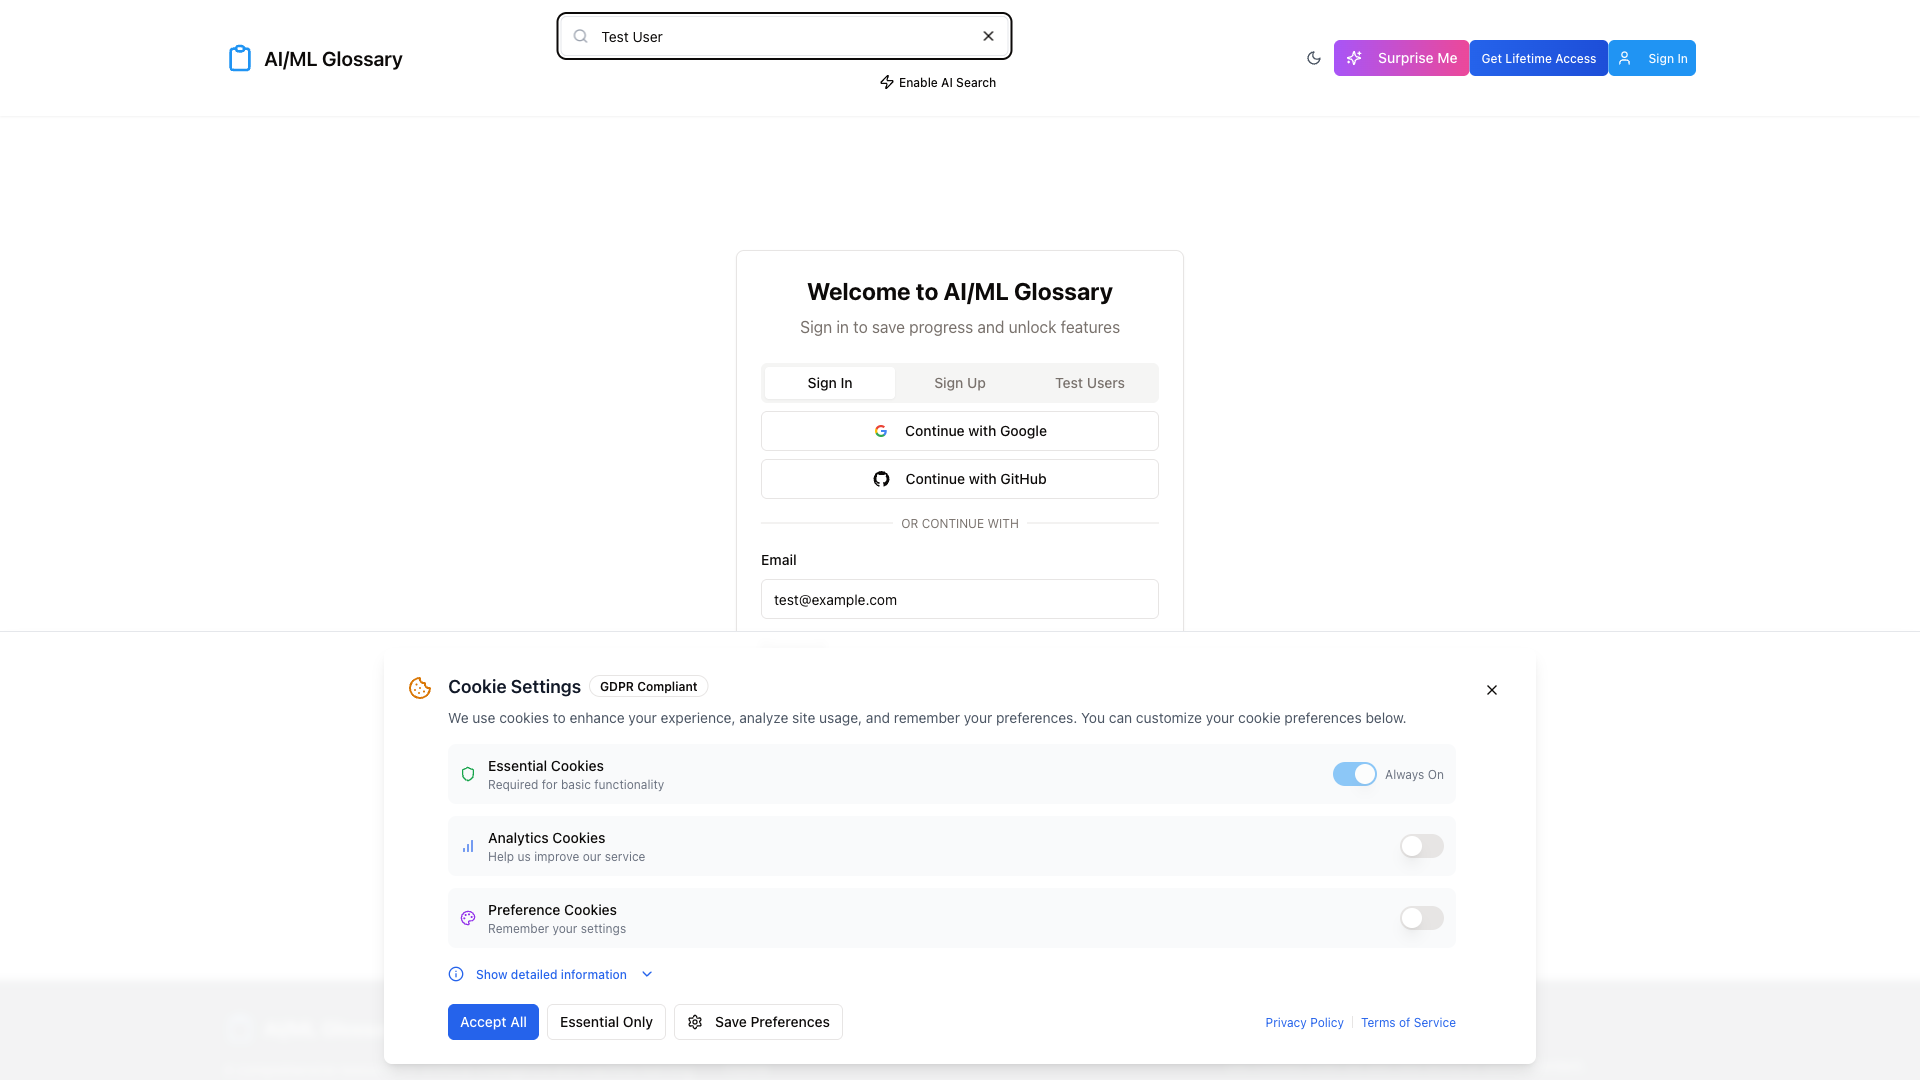 AI/ML Glossary
Test User
Enable AI Search
Surprise Me
Get Lifetime Access
Sign In
Welcome to AI/ML Glossary
Sign in to save progress and unlock features
Sign In
Sign Up
Test Users
Continue with Google
Continue with GitHub
OR CONTINUE WITH
Email
test@example.com
Cookie Settings
GDPR Compliant
We use cookies to enhance your experience, analyze site usage, and remember your preferences. You can customize your cookie preferences below.
Essential Cookies
Required for basic functionality
Always On
Analytics Cookies
Help us improve our service
Preference Cookies
Remember your settings
Show detailed information
Accept All
Essential Only
Save Preferences
Privacy Policy
Terms of Service